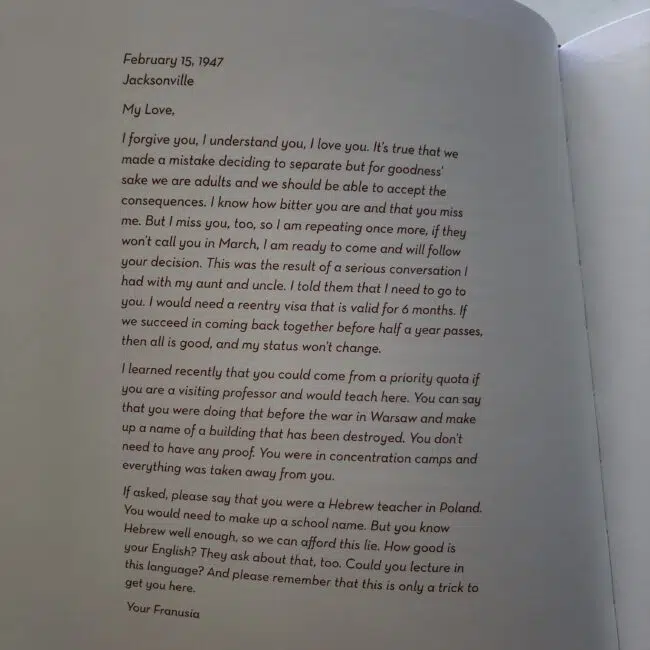 February 15, 1947
Jacksonville
My Love,
I forgive you, I understand you, I love you. It's true that we
made a mistake deciding to separate but for goodness'
sake we are adults and we should be able to accept the
consequences. I know how bitter you are and that you miss
me. But I miss you, too, so I am repeating once more, if they
won't call you in March, I am ready to come and will follow
your decision. This was the result of a serious conversation I
had with my aunt and uncle. I told them that I need to go to
you. I would need a reentry visa that is valid for 6 months. If
we succeed in coming back together before half a year passes,
then all is good, and my status won't change.
I learned recently that you could come from a priority quota if
you are a visiting professor and would teach here. You can say
that you were doing that before the war in Warsaw and make
up a name of a building that has been destroyed. You don't
need to have any proof. You were in concentration camps and
everything was taken away from you.
If asked, please say that you were a Hebrew teacher in Poland.
You would need to make up a school name. But you know
Hebrew well enough, so we can afford this lie. How good is
your English? They ask about that, too. Could you lecture in
this language? And please remember that this is only a trick to
get you here.
Your Franusia